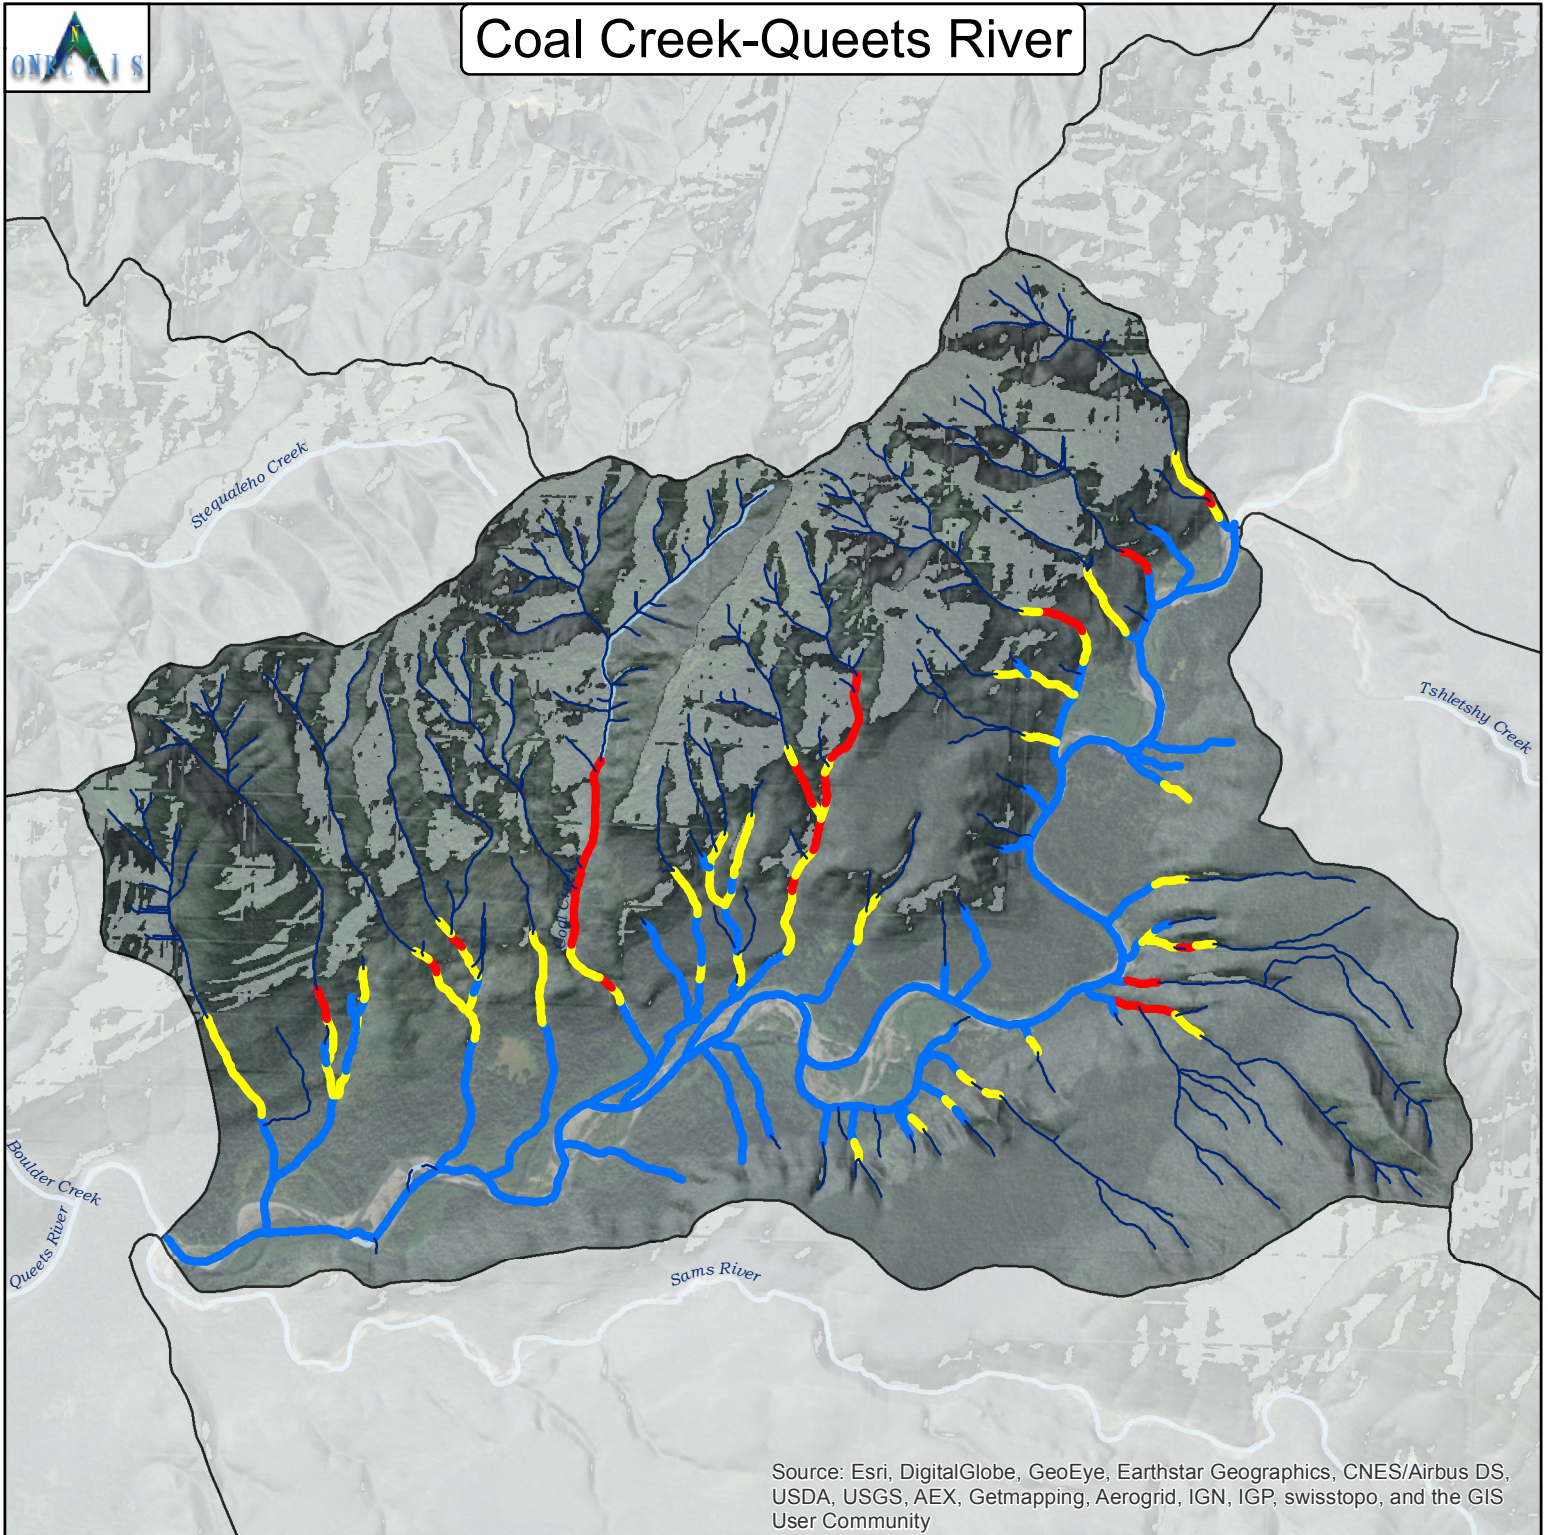 Coal Creek-Queets River
N
ONRC GIS
Stequaleho Creek
Tshletshy Creek
Coal Creek
Boulder Creek
Queets River
Sams River
Source: Esri, DigitalGlobe, GeoEye, Earthstar Geographics, CNES/Airbus DS,
USDA, USGS, AEX, Getmapping, Aerogrid, IGN, IGP, swisstopo, and the GIS
User Community